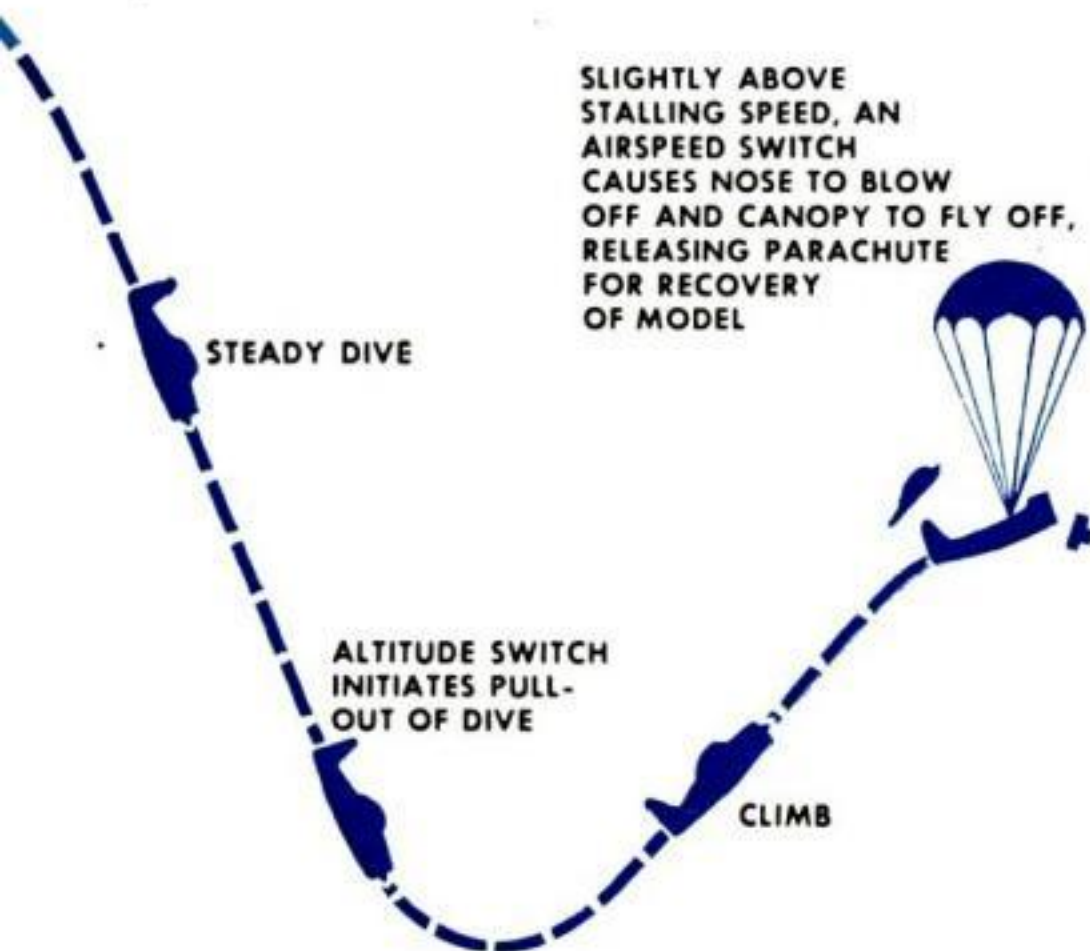 SLIGHTLY ABOVE
STALLING SPEED, AN
AIRSPEED SWITCH
CAUSES NOSE TO BLOW
OFF AND CANOPY TO FLY OFF,
RELEASING PARACHUTE
FOR RECOVERY
OF MODEL
STEADY DIVE
ALTITUDE SWITCH
INITIATES PULL-
OUT OF DIVE
CLIMB